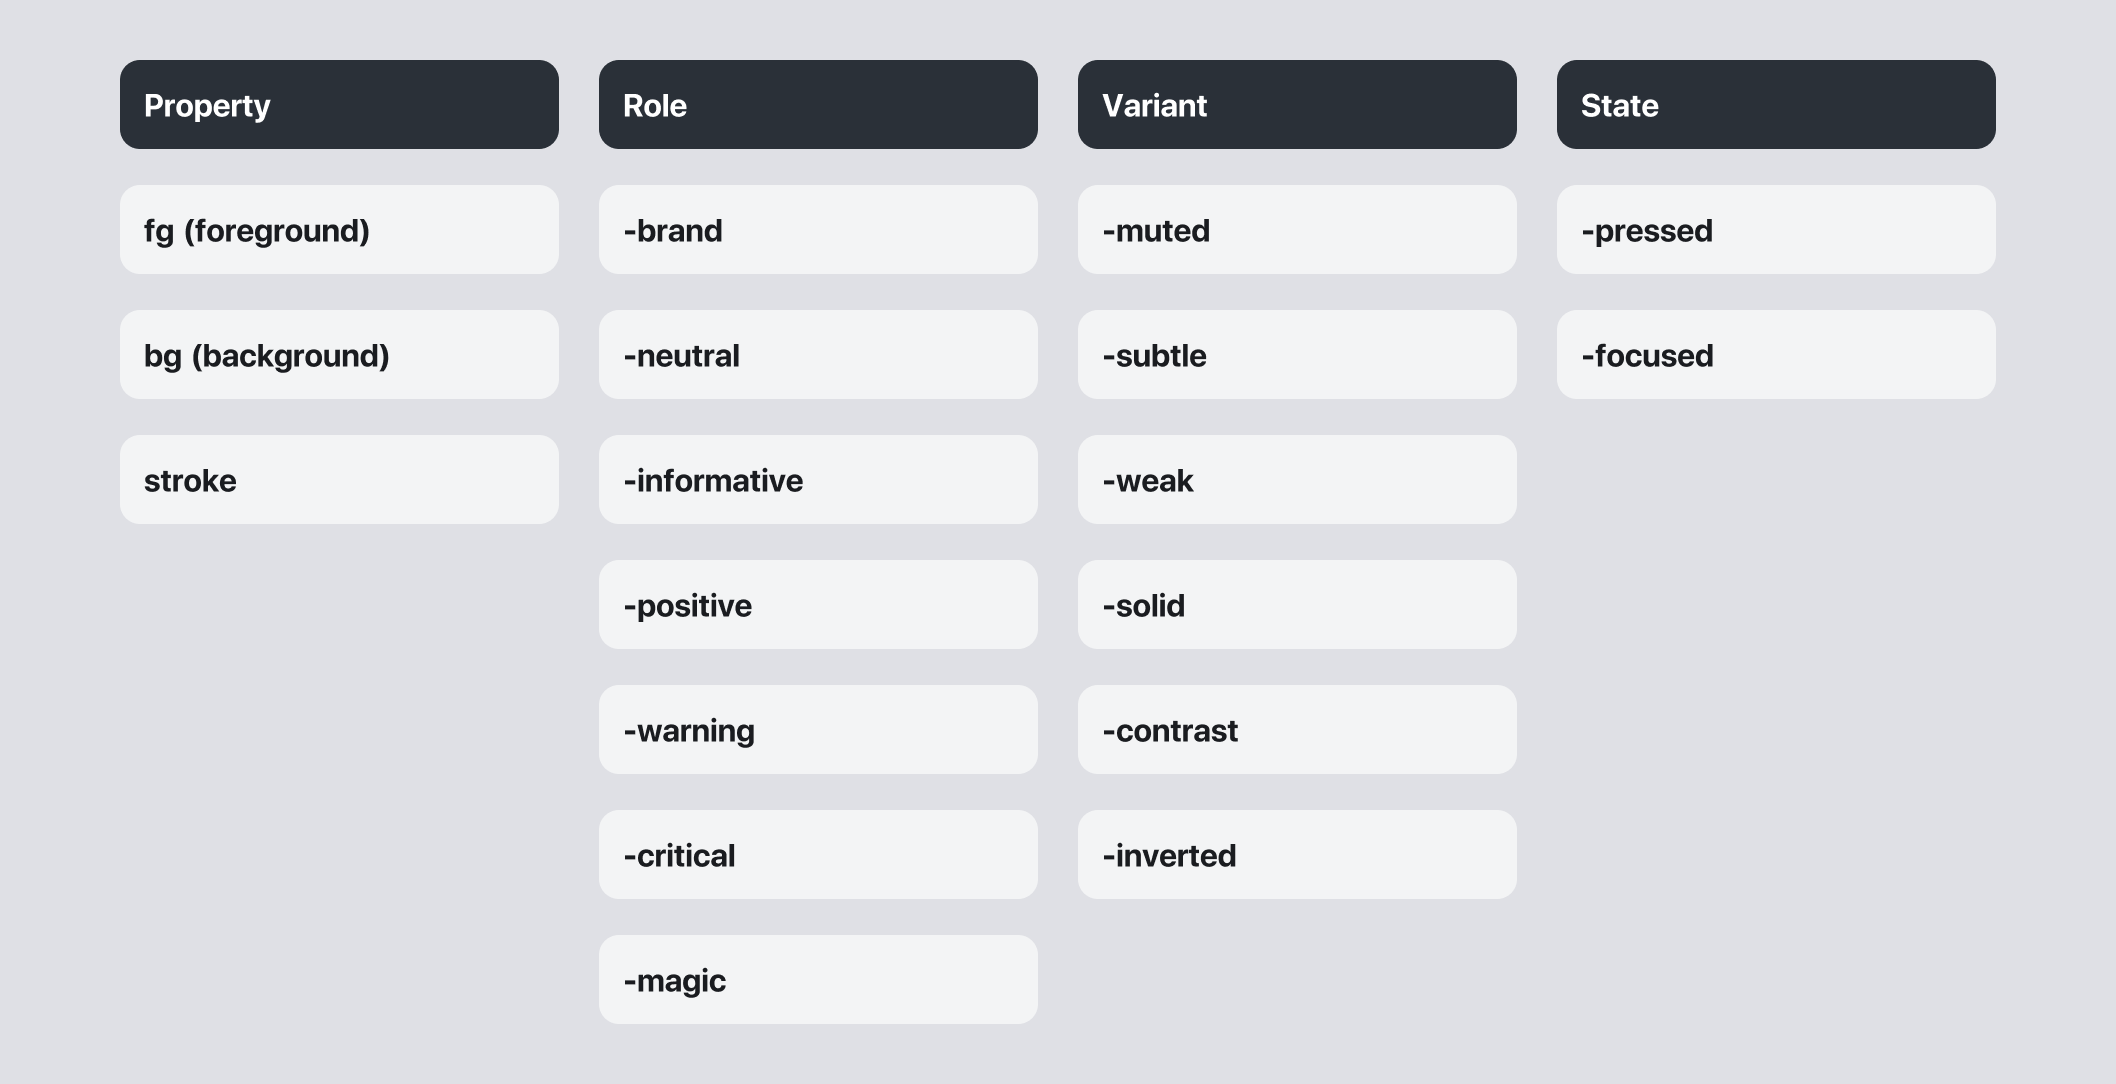 Property
Role
Variant
State
fg (foreground)
-brand
-muted
-pressed
bg (background)
-neutral
-subtle
-focused
stroke
-informative
-weak
-positive
-solid
-warning
-contrast
-critical
-inverted
-magic